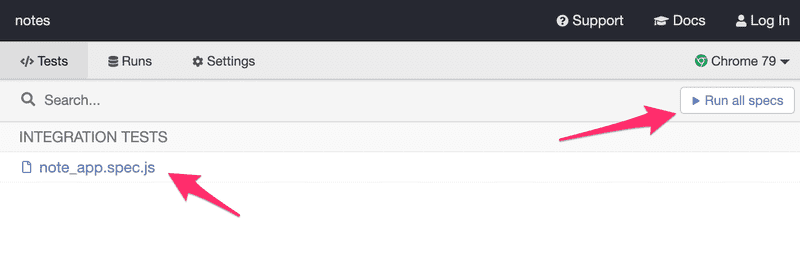 notes Support Docs Log In
Tests Runs Settings Chrome 79
Search... Run all specs
INTEGRATION TESTS
note_app.spec.js